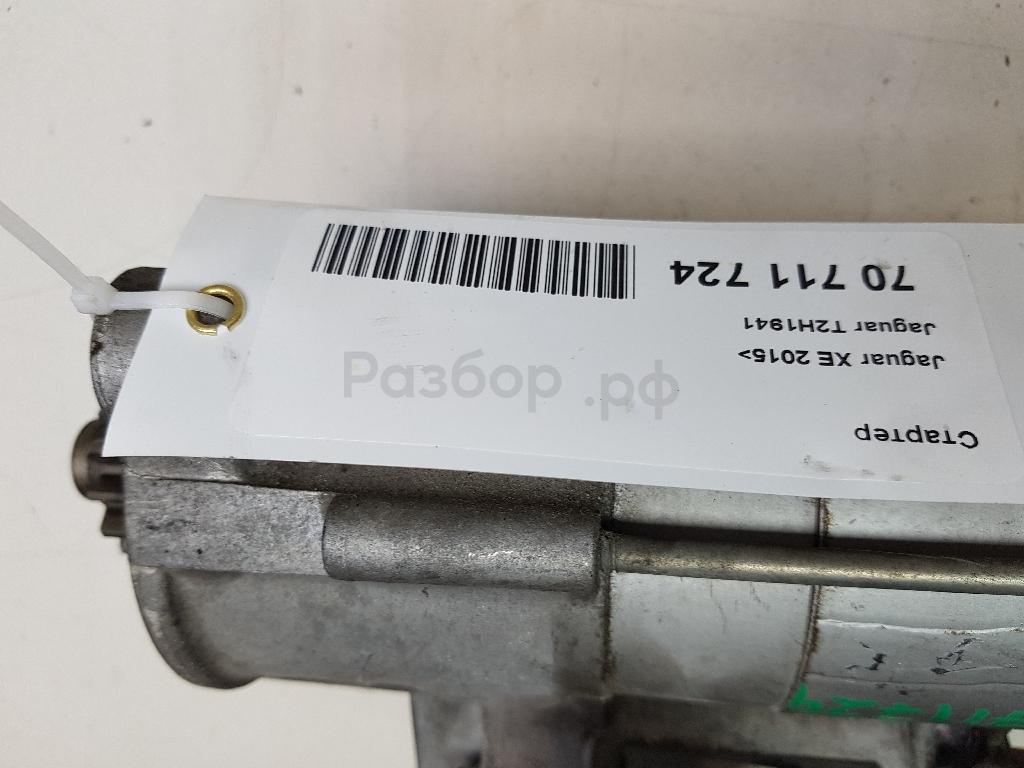 Стартер
Jaguar XE 2015>
Jaguar T2H1941
70 711 724
Разбор.рф